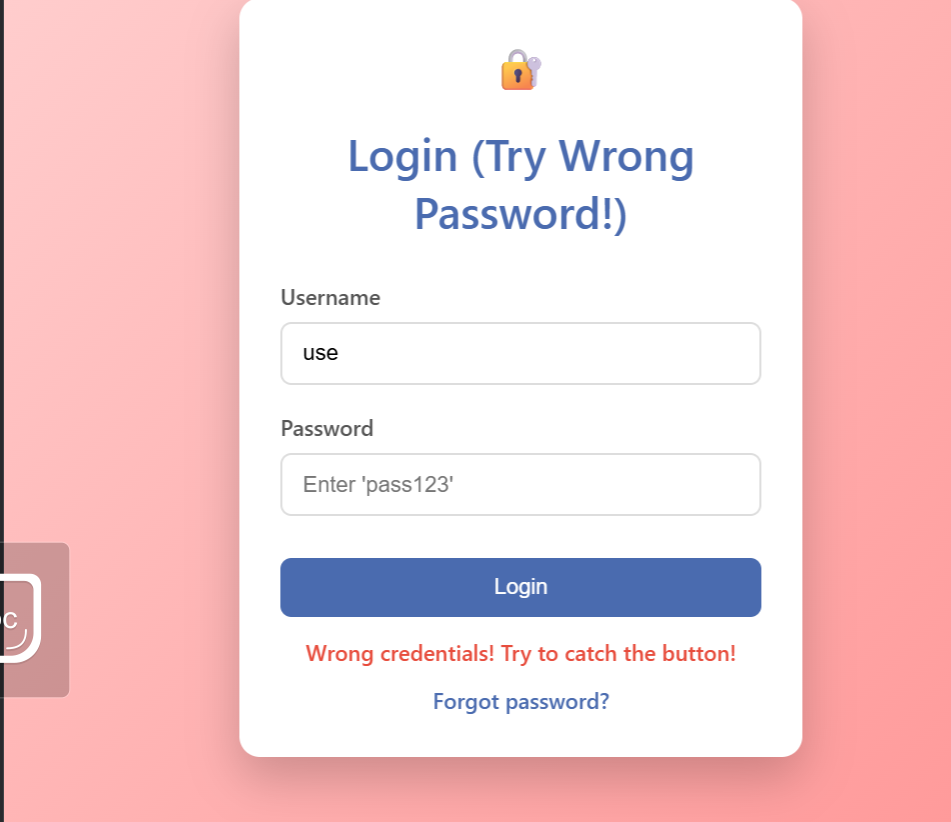 Login (Try Wrong
Password!)
Username
use
Password
Enter 'pass123'
Login
Wrong credentials! Try to catch the button!
Forgot password?